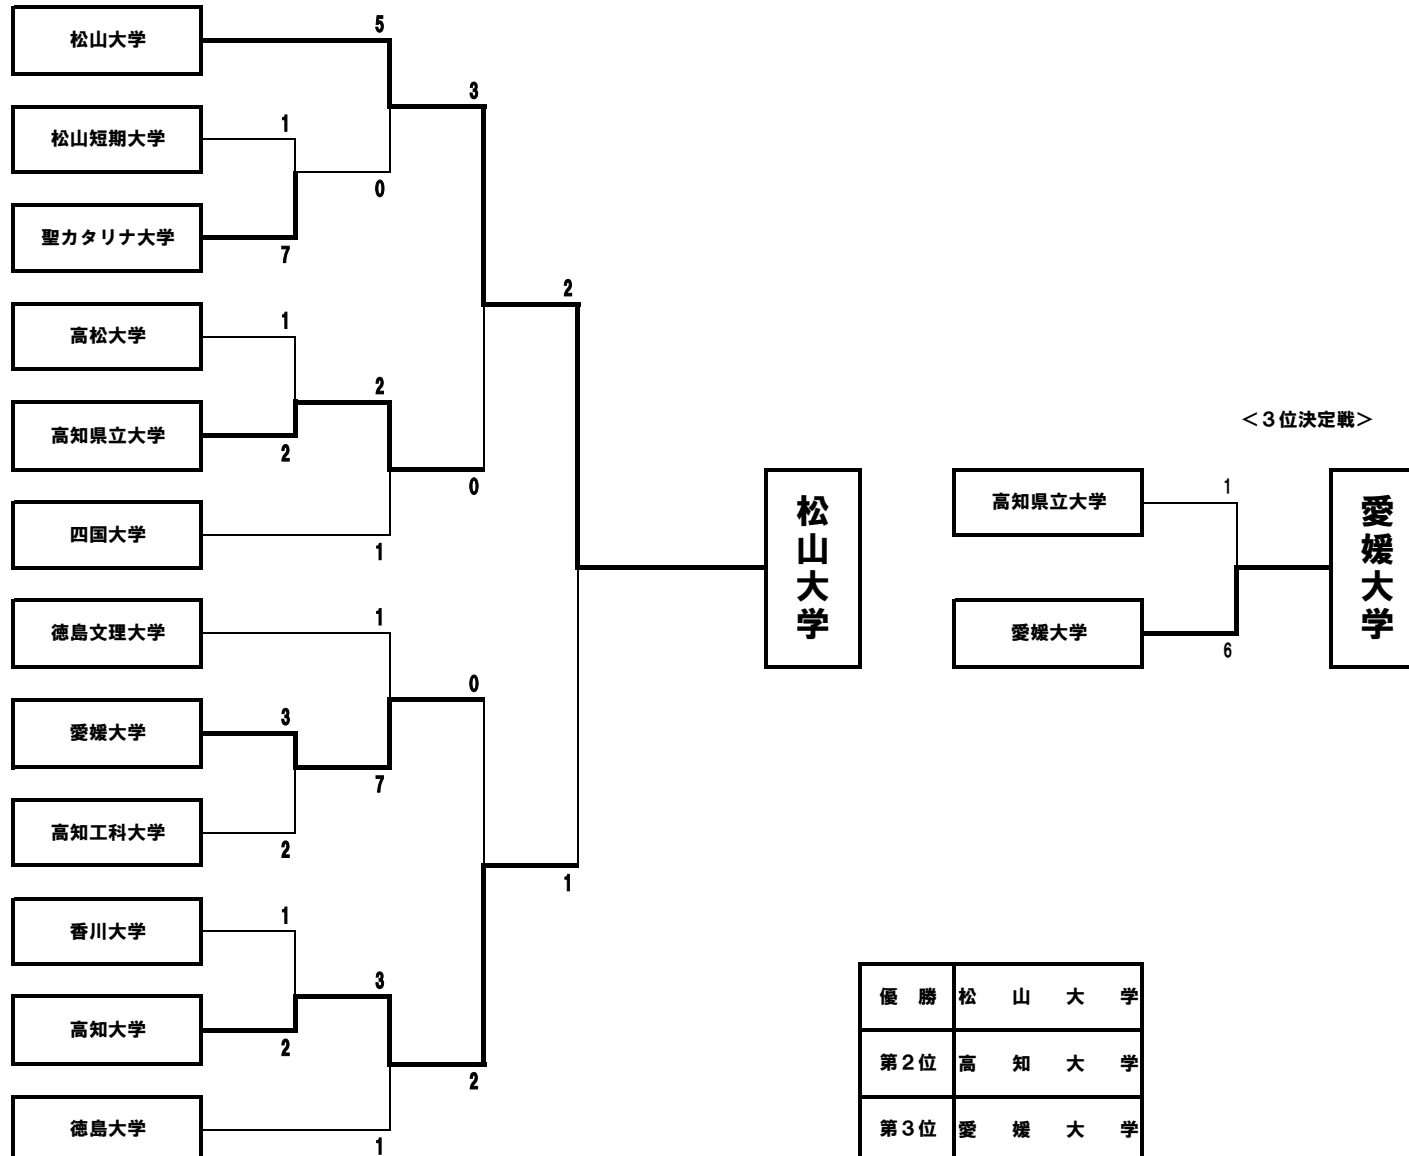 松山大学
5
3
松山短期大学
1
0
聖カタリナ大学
7
2
高松大学
1
2
高知県立大学
2
0
四国大学
1
徳島文理大学
1
0
愛媛大学
3
7
高知工科大学
2
1
香川大学
1
3
高知大学
2
2
徳島大学
1
松山大学
＜３位決定戦＞
高知県立大学
1
愛媛大学
6
愛媛大学
優　勝 松　山　大　学
第２位 高　知　大　学
第３位 愛　媛　大　学